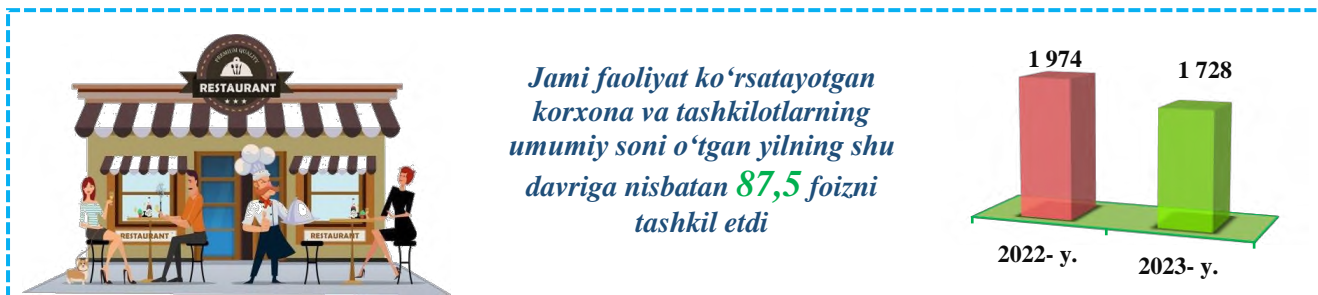 PREMIUM QUALITY
RESTAURANT
RESTAURANT
RESTAURANT
Jami faoliyat ko‘rsatayotgan
korxona va tashkilotlarning
umumiy soni o‘tgan yilning shu
davriga nisbatan 87,5 foizni
tashkil etdi
1 974
1 728
2022- y.
2023- y.